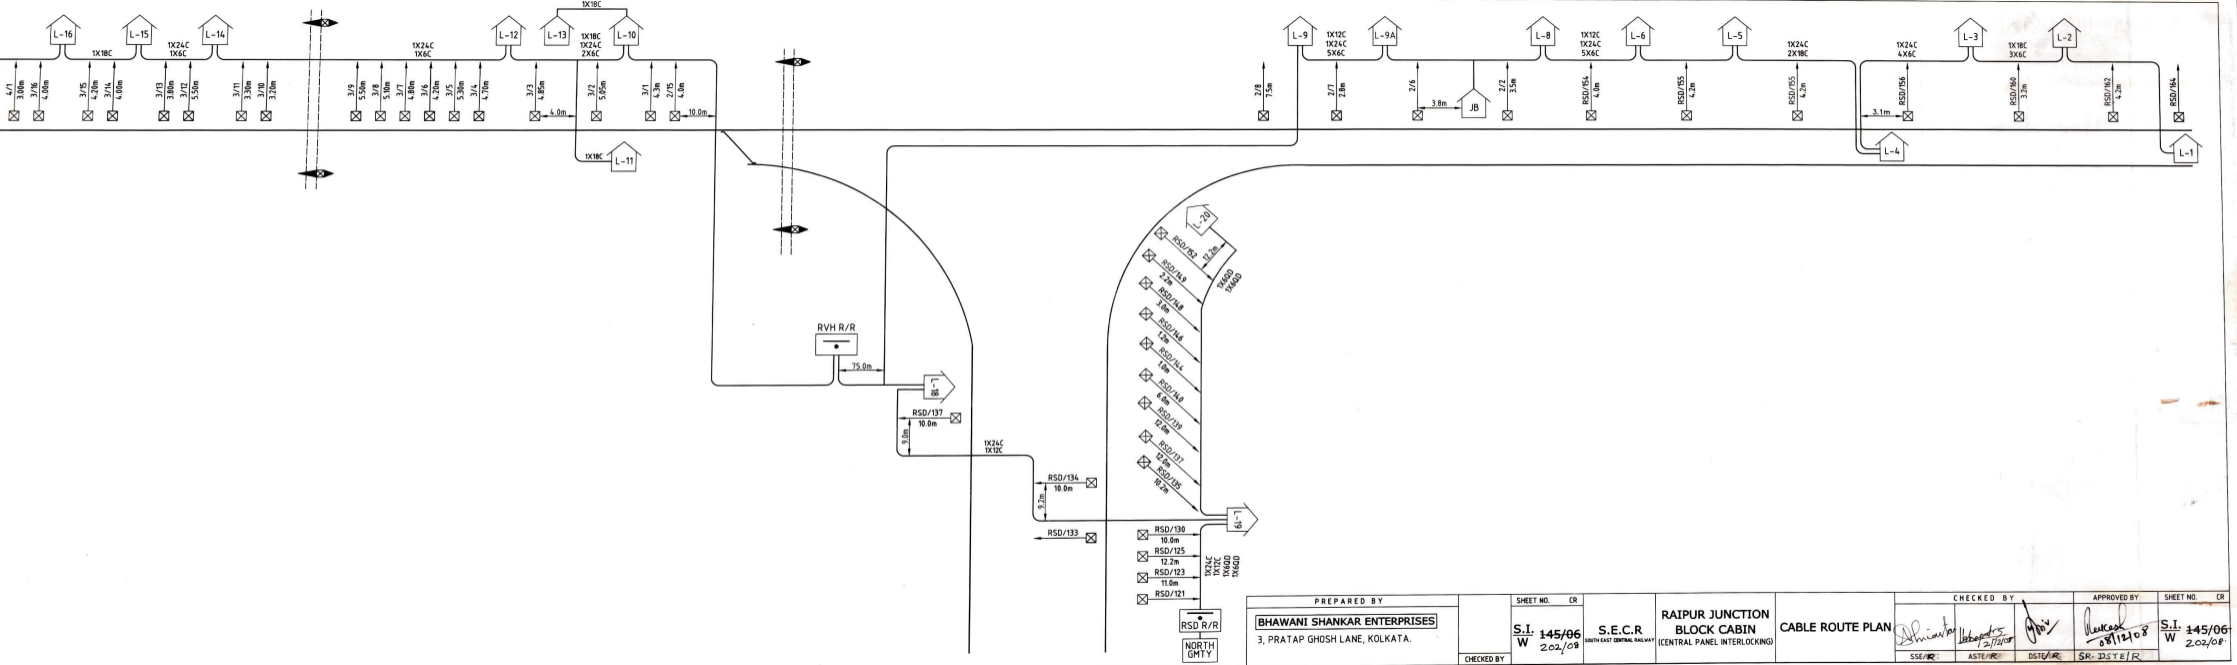 1X18C
L-16
L-15
L-14
L-12
L-13
L-10
1X18C
1X24C
1X6C
1X24C
1X6C
1X18C
1X24C
2X6C
4/1
3.00m
3/16
4.00m
3/15
4.20m
3/14
4.00m
3/13
3.80m
3/12
5.50m
3/11
3.30m
3/10
3.20m
3/9
5.50m
3/8
5.10m
3/7
4.80m
3/6
4.20m
3/5
5.30m
3/4
4.70m
3/3
4.85m
4.0m
3/2
5.05m
3/1
4.3m
2/15
4.0m
10.0m
1X18C
L-11
L-9
1X12C
1X24C
5X6C
L-9A
L-8
1X12C
1X24C
5X6C
L-6
L-5
1X24C
2X18C
1X24C
4X6C
L-3
1X18C
3X6C
L-2
2/8
7.5m
2/7
2.8m
2/6
3.8m
JB
2/2
3.5m
RSD/154
4.0m
RSD/155
4.2m
RSD/155
4.2m
3.1m
RSD/156
RSD/160
3.2m
RSD/162
4.2m
RSD/164
L-4
L-1
L-20
RSD/152
12.2m
1X6QD
1X6QD
RSD/149
2.2m
RSD/148
3.0m
RSD/146
1.2m
RSD/144
1.0m
RSD/140
6.0m
RSD/139
12.0m
RSD/137
12.0m
RSD/135
10.2m
RVH R/R
75.0m
L-18
RSD/137
10.0m
9.0m
1X24C
1X12C
RSD/134
10.0m
9.2m
RSD/133
L-19
RSD/130
10.0m
RSD/125
12.2m
RSD/123
11.0m
RSD/121
1X24C
1X12C
1X6QD
1X6QD
RSD R/R
NORTH
GMTY
PREPARED BY
BHAWANI SHANKAR ENTERPRISES
3, PRATAP GHOSH LANE, KOLKATA.
CHECKED BY
SHEET NO. CR
S.I.
W
145/06
202/08
S.E.C.R
SOUTH EAST CENTRAL RAILWAY
RAIPUR JUNCTION
BLOCK CABIN
(CENTRAL PANEL INTERLOCKING)
CABLE ROUTE PLAN
CHECKED BY
SSE/R
ASTE/R
DSTE/R
APPROVED BY
08/12/08
SR. DSTE/R
SHEET NO. CR
S.I.
W
145/06
202/08